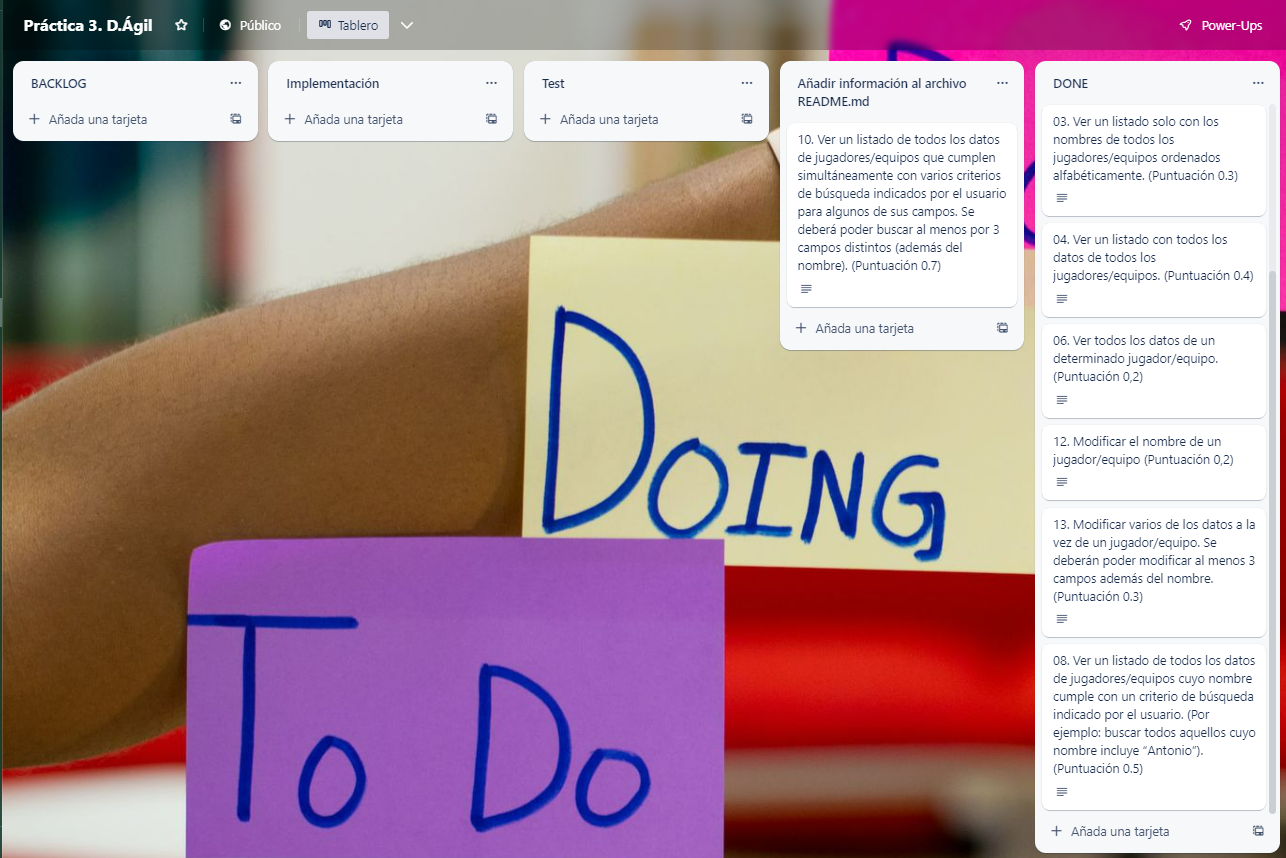 Práctica 3. D.Ágil
Público
Tablero
Power-Ups
BACKLOG
Añada una tarjeta
Implementación
Añada una tarjeta
Test
Añada una tarjeta
Añadir información al archivo
README.md
10. Ver un listado de todos los datos
de jugadores/equipos que cumplen
simultáneamente con varios criterios
de búsqueda indicados por el usuario
para algunos de sus campos. Se
deberá poder buscar al menos por 3
campos distintos (además del
nombre). (Puntuación 0.7)
Añada una tarjeta
DONE
03. Ver un listado solo con los
nombres de todos los
jugadores/equipos ordenados
alfabéticamente. (Puntuación 0.3)
04. Ver un listado con todos los
datos de todos los
jugadores/equipos. (Puntuación 0.4)
06. Ver todos los datos de un
determinado jugador/equipo.
(Puntuación 0,2)
12. Modificar el nombre de un
jugador/equipo (Puntuación 0,2)
13. Modificar varios de los datos a la
vez de un jugador/equipo. Se
deberán poder modificar al menos 3
campos además del nombre.
(Puntuación 0.3)
08. Ver un listado de todos los datos
de jugadores/equipos cuyo nombre
cumple con un criterio de búsqueda
indicado por el usuario. (Por
ejemplo: buscar todos aquellos cuyo
nombre incluye “Antonio”).
(Puntuación 0.5)
Añada una tarjeta
DOING
To Do